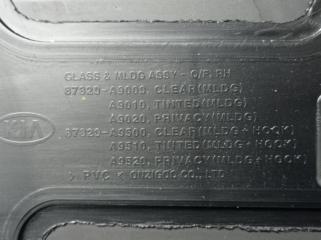 GLASS & MLDG ASSY - O/P, RH
87820-A9000, CLEAR(MLDG)
A9010, TINTED(MLDG)
A9020, PRIVACY(MLDG)
87820-A9500, CLEAR(MLDG+HOOK)
A9510, TINTED(MLDG+HOOK)
A9520, PRIVACY(MLDG+HOOK)
KIA
> PVC < CO., LTD